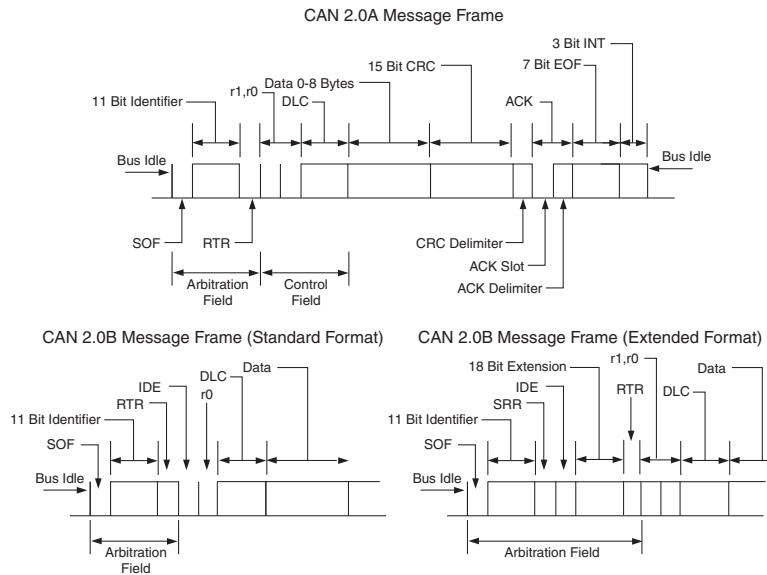 CAN 2.0A Message Frame
3 Bit INT
15 Bit CRC
7 Bit EOF
Data 0-8 Bytes
r1,r0
11 Bit Identifier
DLC
ACK
Bus Idle
Bus Idle
SOF
RTR
CRC Delimiter
ACK Slot
ACK Delimiter
Arbitration
Field
Control
Field
CAN 2.0B Message Frame (Standard Format)
Data
DLC
IDE
r0
RTR
11 Bit Identifier
SOF
Bus Idle
Arbitration
Field
CAN 2.0B Message Frame (Extended Format)
r1,r0
18 Bit Extension
Data
IDE
RTR
DLC
SRR
11 Bit Identifier
SOF
Bus Idle
Arbitration Field